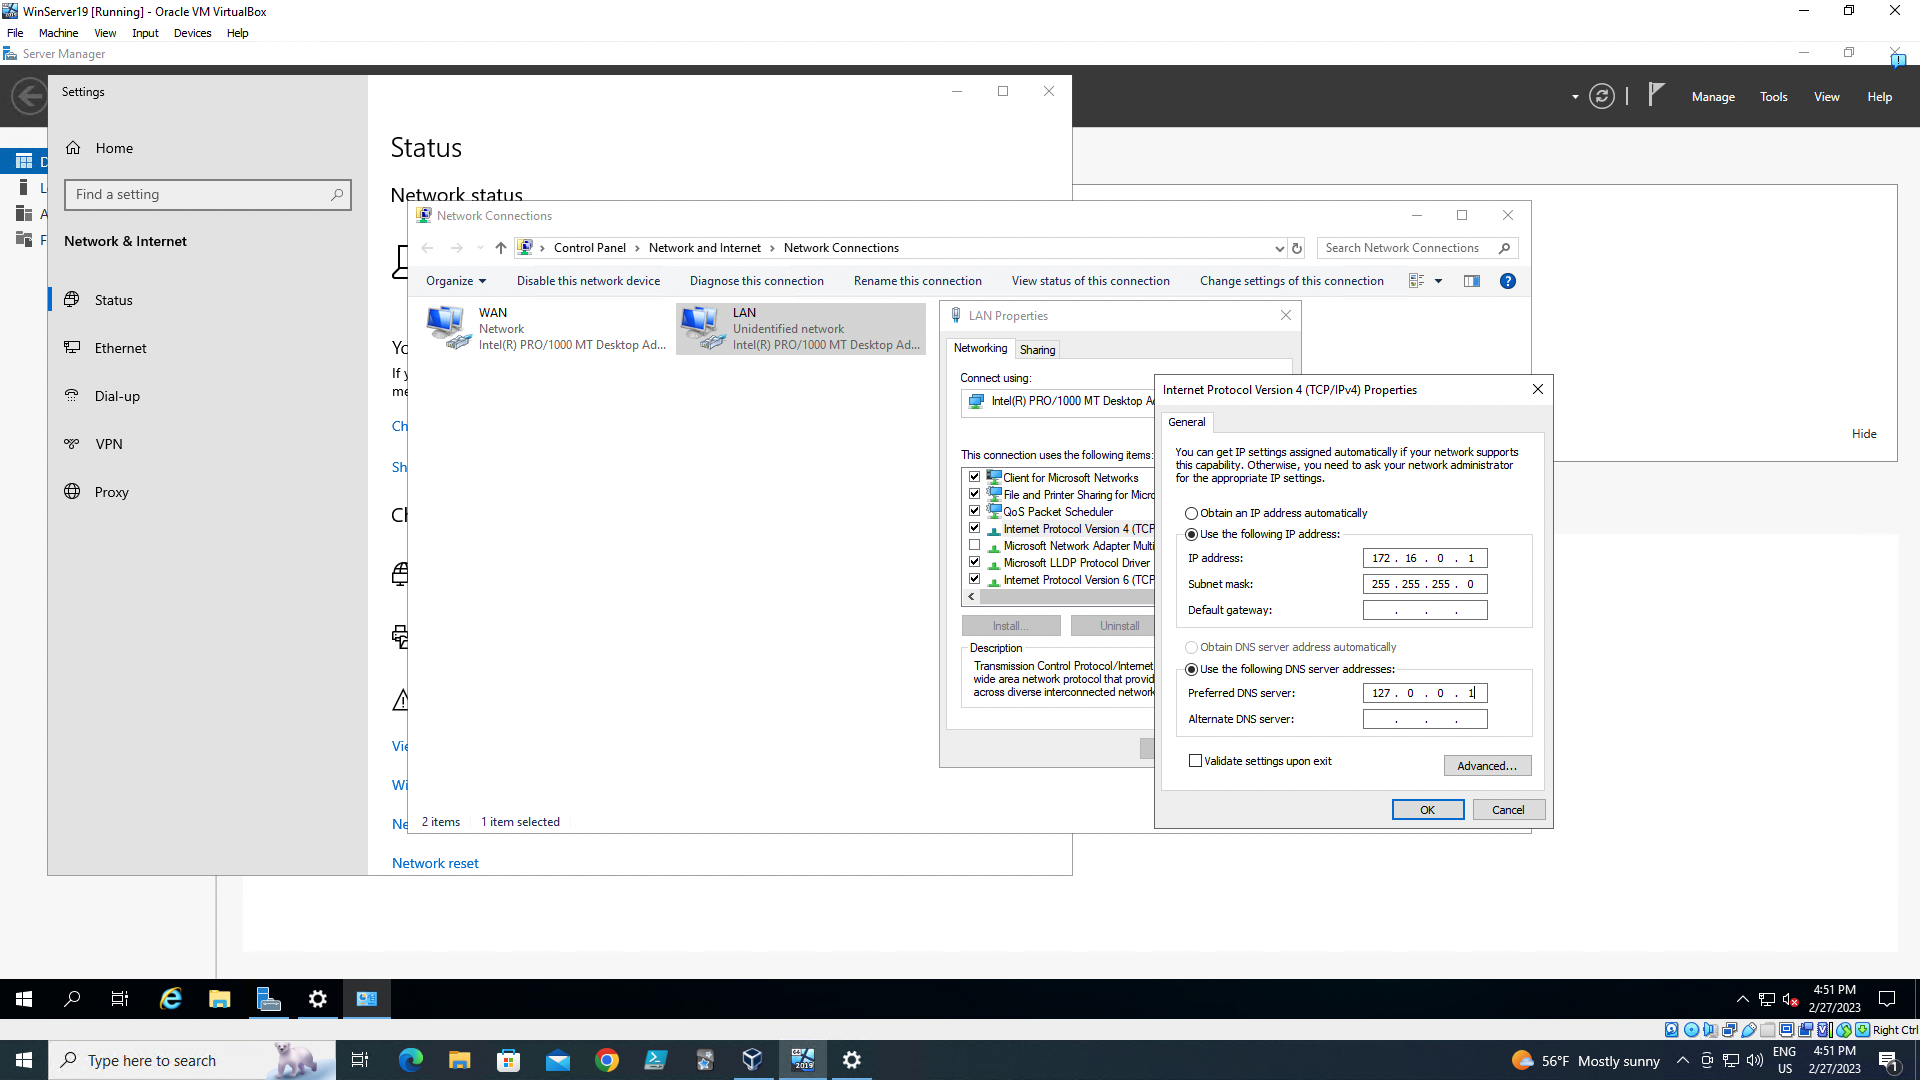 WinServer19 [Running] - Oracle VM VirtualBox
File Machine View Input Devices Help
Server Manager
Manage Tools View Help
Settings
Home
Find a setting
Network & Internet
Status
Ethernet
Dial-up
VPN
Proxy
Status
Network status
Network reset
Network Connections
Control Panel > Network and Internet > Network Connections
Search Network Connections
Organize Disable this network device Diagnose this connection Rename this connection View status of this connection Change settings of this connection
WAN
Network
Intel(R) PRO/1000 MT Desktop Ad...
LAN
Unidentified network
Intel(R) PRO/1000 MT Desktop Ad...
2 items 1 item selected
LAN Properties
Networking Sharing
Connect using:
Intel(R) PRO/1000 MT Desktop A
This connection uses the following items:
Client for Microsoft Networks
File and Printer Sharing for Micro
QoS Packet Scheduler
Internet Protocol Version 4 (TCP
Microsoft Network Adapter Multi
Microsoft LLDP Protocol Driver
Internet Protocol Version 6 (TCP
Install... Uninstall
Description
Transmission Control Protocol/Internet
wide area network protocol that provid
across diverse interconnected network
Internet Protocol Version 4 (TCP/IPv4) Properties
General
You can get IP settings assigned automatically if your network supports
this capability. Otherwise, you need to ask your network administrator
for the appropriate IP settings.
Obtain an IP address automatically
Use the following IP address:
IP address: 172 . 16 . 0 . 1
Subnet mask: 255 . 255 . 255 . 0
Default gateway: . . .
Obtain DNS server address automatically
Use the following DNS server addresses:
Preferred DNS server: 127 . 0 . 0 . 1
Alternate DNS server: . . .
Validate settings upon exit
Advanced...
OK Cancel
Hide
4:51 PM
2/27/2023
Right Ctrl
Type here to search
2019
56°F Mostly sunny
ENG
US
4:51 PM
2/27/2023
1